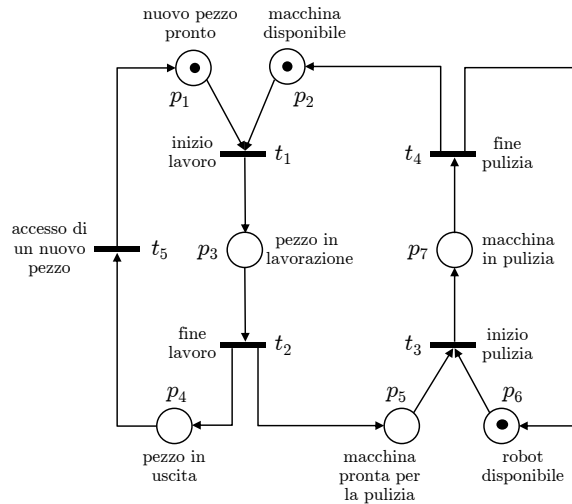 nuovo pezzo
pronto
macchina
disponibile
p1
p2
inizio
lavoro
t1
t4
fine
pulizia
accesso di
un nuovo
pezzo
t5
p3
pezzo in
lavorazione
p7
macchina
in pulizia
fine
lavoro
t2
t3
inizio
pulizia
p4
p5
p6
pezzo in
uscita
macchina
pronta per
la pulizia
robot
disponibile